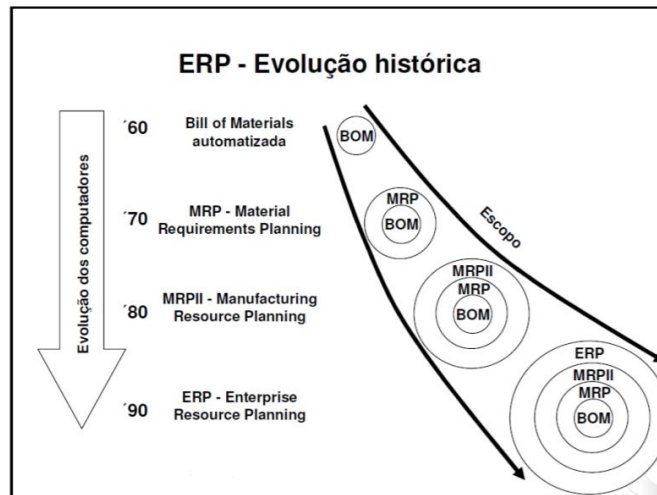 ERP - Evolução histórica
Evolução dos computadores
´60
Bill of Materials
automatizada
BOM
´70
MRP - Material
Requirements Planning
MRP
BOM
Escopo
´80
MRPII - Manufacturing
Resource Planning
MRPII
MRP
BOM
´90
ERP - Enterprise
Resource Planning
ERP
MRPII
MRP
BOM